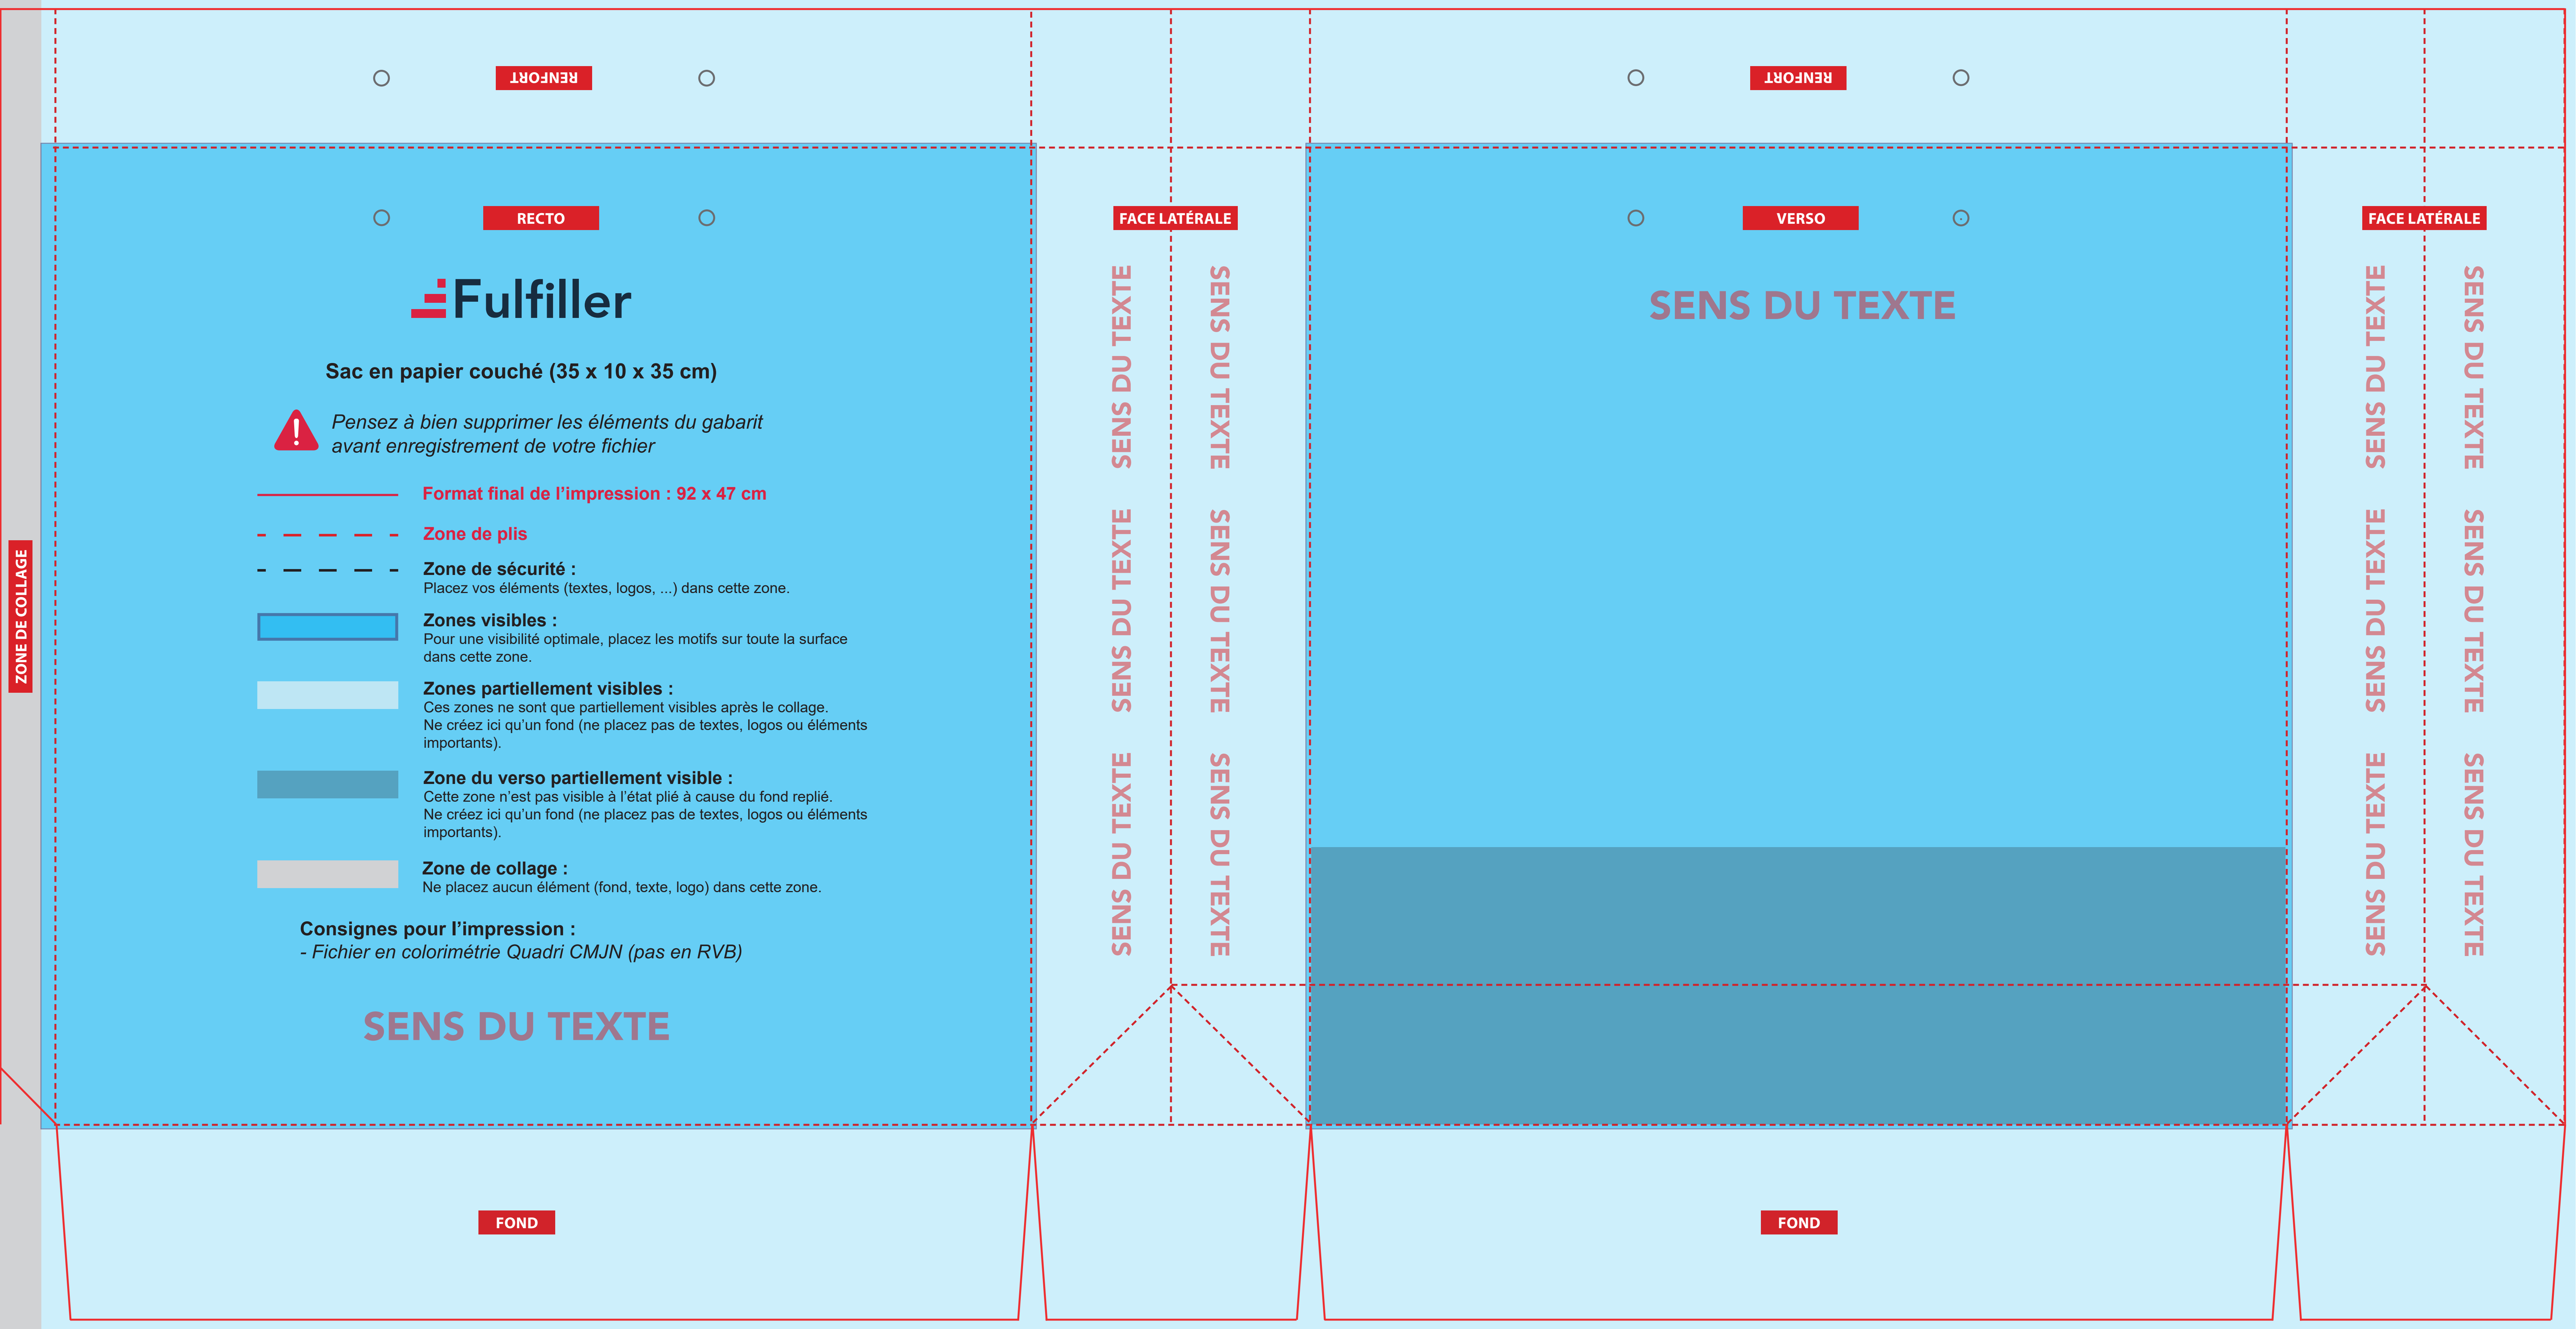 RENFORT
RENFORT
RECTO
FACE LATÉRALE
VERSO
FACE LATÉRALE
Fulfiller
Sac en papier couché (35 x 10 x 35 cm)
Pensez à bien supprimer les éléments du gabarit
avant enregistrement de votre fichier
Format final de l’impression : 92 x 47 cm
Zone de plis
Zone de sécurité :
Placez vos éléments (textes, logos, ...) dans cette zone.
Zones visibles :
Pour une visibilité optimale, placez les motifs sur toute la surface
dans cette zone.
Zones partiellement visibles :
Ces zones ne sont que partiellement visibles après le collage.
Ne créez ici qu’un fond (ne placez pas de textes, logos ou éléments
importants).
Zone du verso partiellement visible :
Cette zone n’est pas visible à l’état plié à cause du fond replié.
Ne créez ici qu’un fond (ne placez pas de textes, logos ou éléments
importants).
Zone de collage :
Ne placez aucun élément (fond, texte, logo) dans cette zone.
Consignes pour l’impression :
- Fichier en colorimétrie Quadri CMJN (pas en RVB)
SENS DU TEXTE
ZONE DE COLLAGE
SENS DU TEXTE SENS DU TEXTE SENS DU TEXTE
SENS DU TEXTE SENS DU TEXTE SENS DU TEXTE
SENS DU TEXTE
SENS DU TEXTE SENS DU TEXTE SENS DU TEXTE
SENS DU TEXTE SENS DU TEXTE SENS DU TEXTE
FOND
FOND